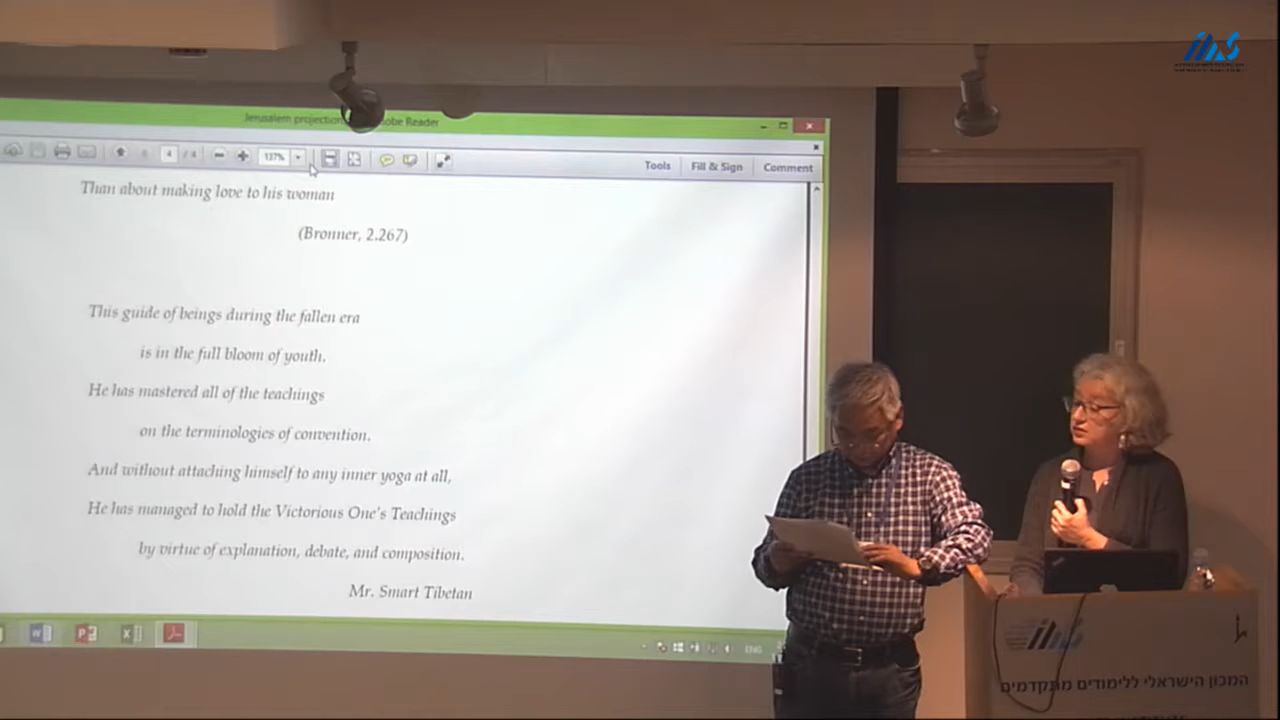 Jerusalem projection
obe Reader
4 / 4
137%
Tools
Fill & Sign
Comment
Than about making love to his woman
(Bronner, 2.267)
This guide of beings during the fallen era
is in the full bloom of youth.
He has mastered all of the teachings
on the terminologies of convention.
And without attaching himself to any inner yoga at all,
He has managed to hold the Victorious One's Teachings
by virtue of explanation, debate, and composition.
Mr. Smart Tibetan
ENG
המכון הישראלי ללימודים מתקדמים